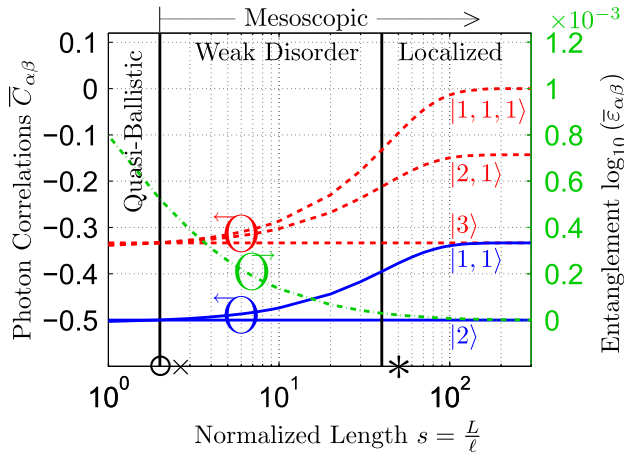 Mesoscopic
×10⁻³
Weak Disorder
Localized
Quasi-Ballistic
Photon Correlations C̅αβ
0.1
0
−0.1
−0.2
−0.3
−0.4
−0.5
|1, 1, 1⟩
|2, 1⟩
|3⟩
|1, 1⟩
|2⟩
1.2
1
0.8
0.6
0.4
0.2
0
Entanglement log₁₀ (ε̅αβ)
10⁰
10¹
10²
Normalized Length s = L/ℓ